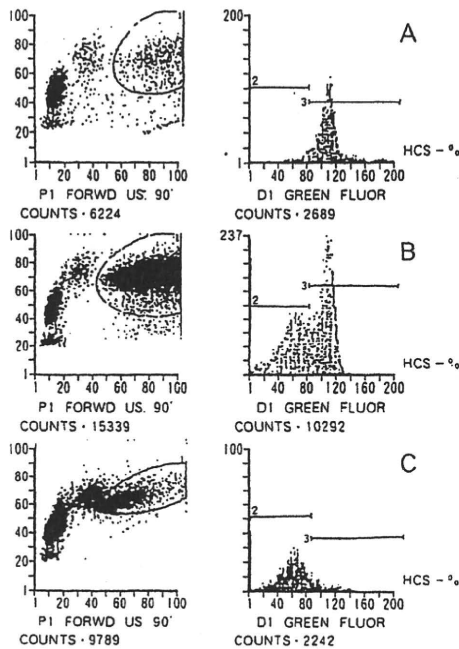 100
80
60
40
20
1
1 20 40 60 80 100
P1 FORWD US. 90'
COUNTS · 6224
200
A
2
3
HCS - %
1
1 40 80 120 160 200
D1 GREEN FLUOR
COUNTS · 2689
100
80
60
40
20
1
1 20 40 60 80 100
P1 FORWD US. 90'
COUNTS · 15339
237
B
2
3
HCS - %
1 40 80 120 160 200
D1 GREEN FLUOR
COUNTS · 10292
100
80
60
40
20
1
1 20 40 60 80 100
P1 FORWD US. 90'
COUNTS · 9789
100
C
2
3
HCS - %
1
1 40 80 120 160 200
D1 GREEN FLUOR
COUNTS · 2242